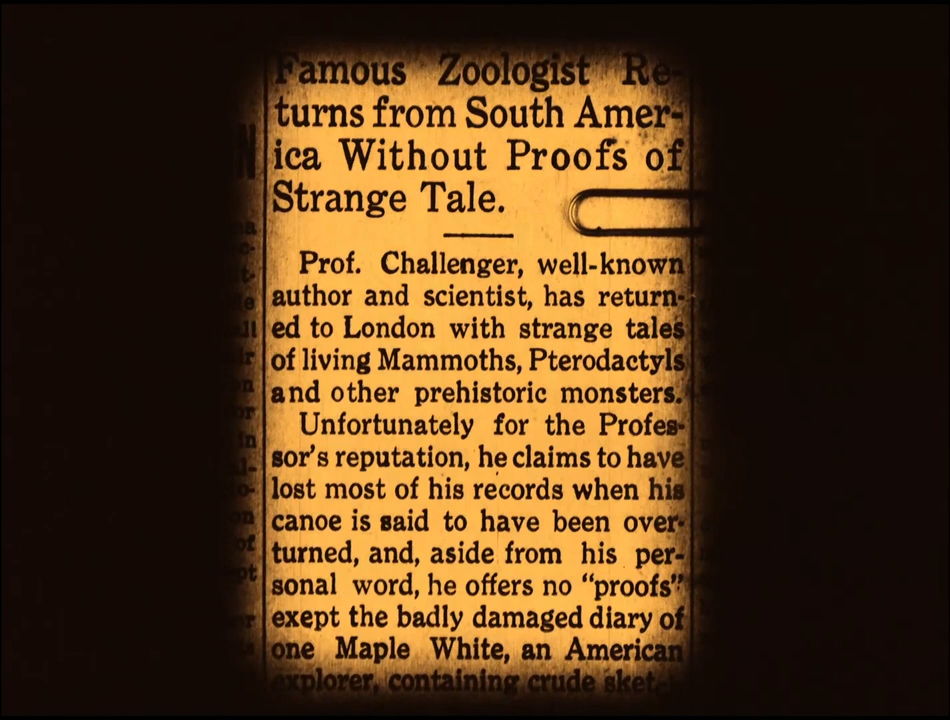 Famous Zoologist Re-
turns from South Amer-
ica Without Proofs of
Strange Tale.
Prof. Challenger, well-known
author and scientist, has return-
ed to London with strange tales
of living Mammoths, Pterodactyls
and other prehistoric monsters.
Unfortunately for the Profes-
sor's reputation, he claims to have
lost most of his records when his
canoe is said to have been over-
turned, and, aside from his per-
sonal word, he offers no “proofs”
exept the badly damaged diary of
one Maple White, an American
explorer, containing crude sket-